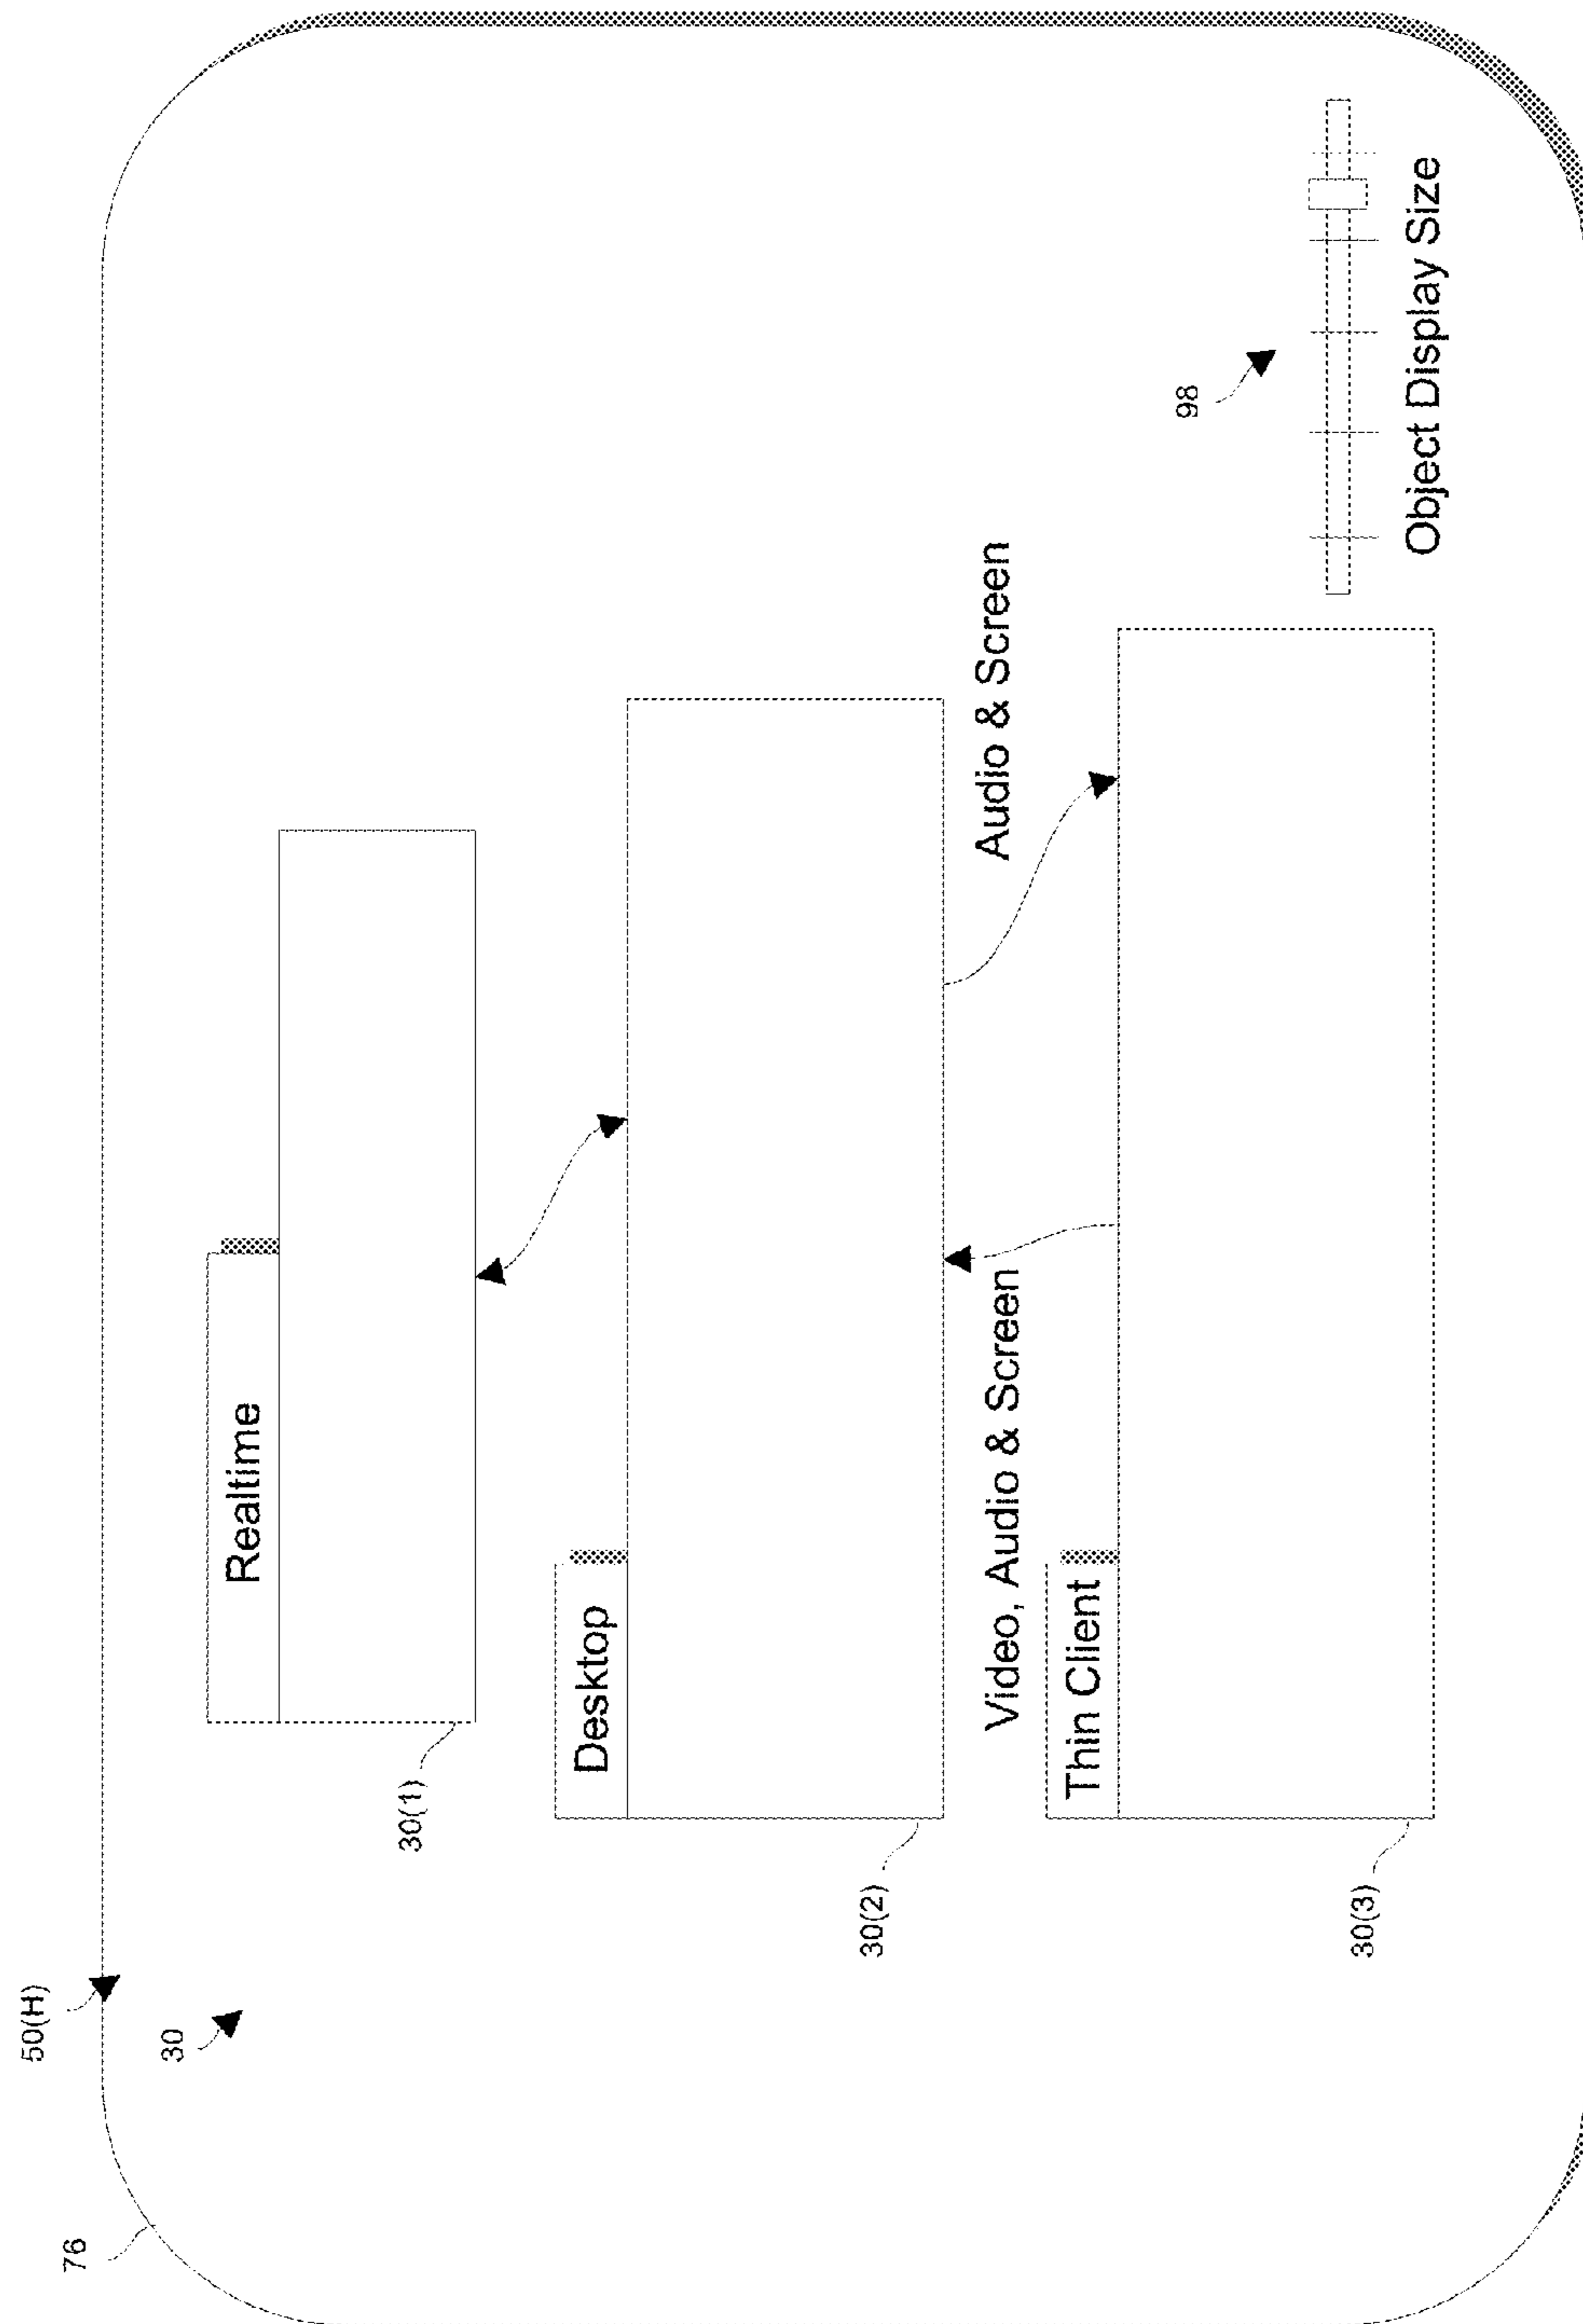 50(H)
76
30
Realtime
30(1)
Desktop
30(2)
Audio & Screen
Video, Audio & Screen
Thin Client
30(3)
98
Object Display Size